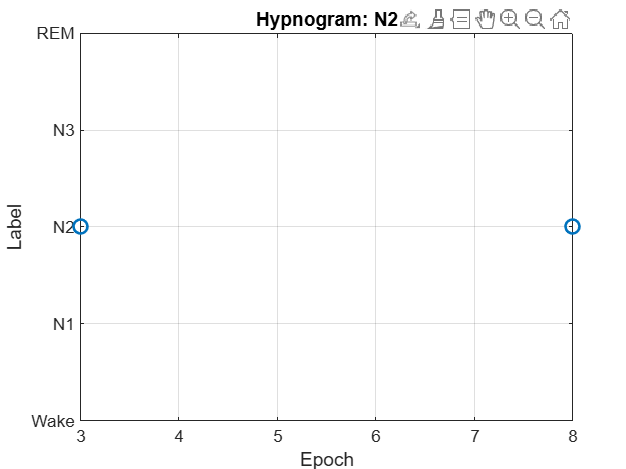 Hypnogram: N2
REM
N3
N2
N1
Wake
Label
3 4 5 6 7 8
Epoch